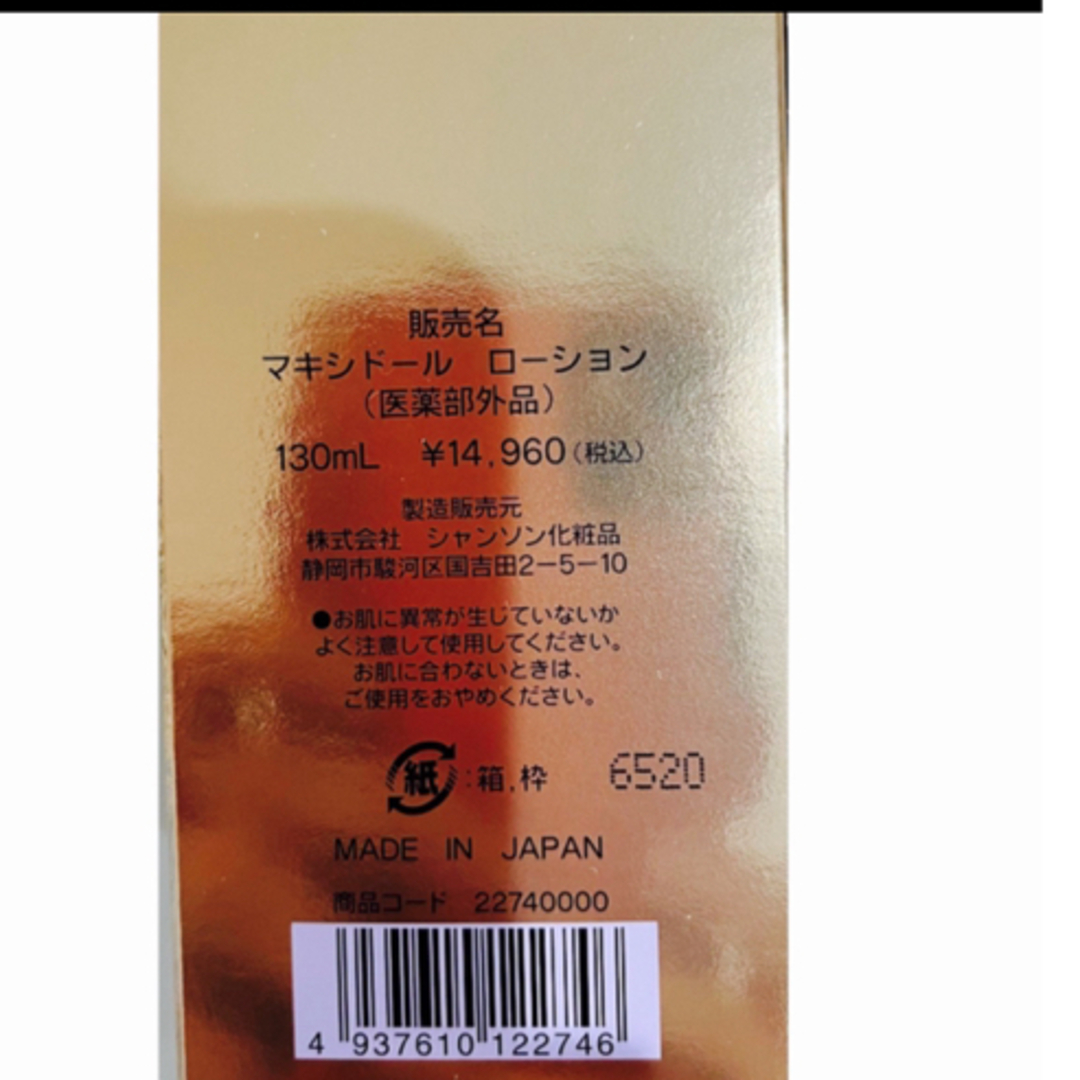 販売名
マキシドール　ローション
（医薬部外品）
130mL　¥14,960（税込）
製造販売元
株式会社　シャンソン化粧品
静岡市駿河区国吉田2－5－10
●お肌に異常が生じていないか
よく注意して使用してください。
お肌に合わないときは、
ご使用をおやめください。
紙：箱,枠　6520
MADE IN JAPAN
商品コード　22740000
4 937610 122746